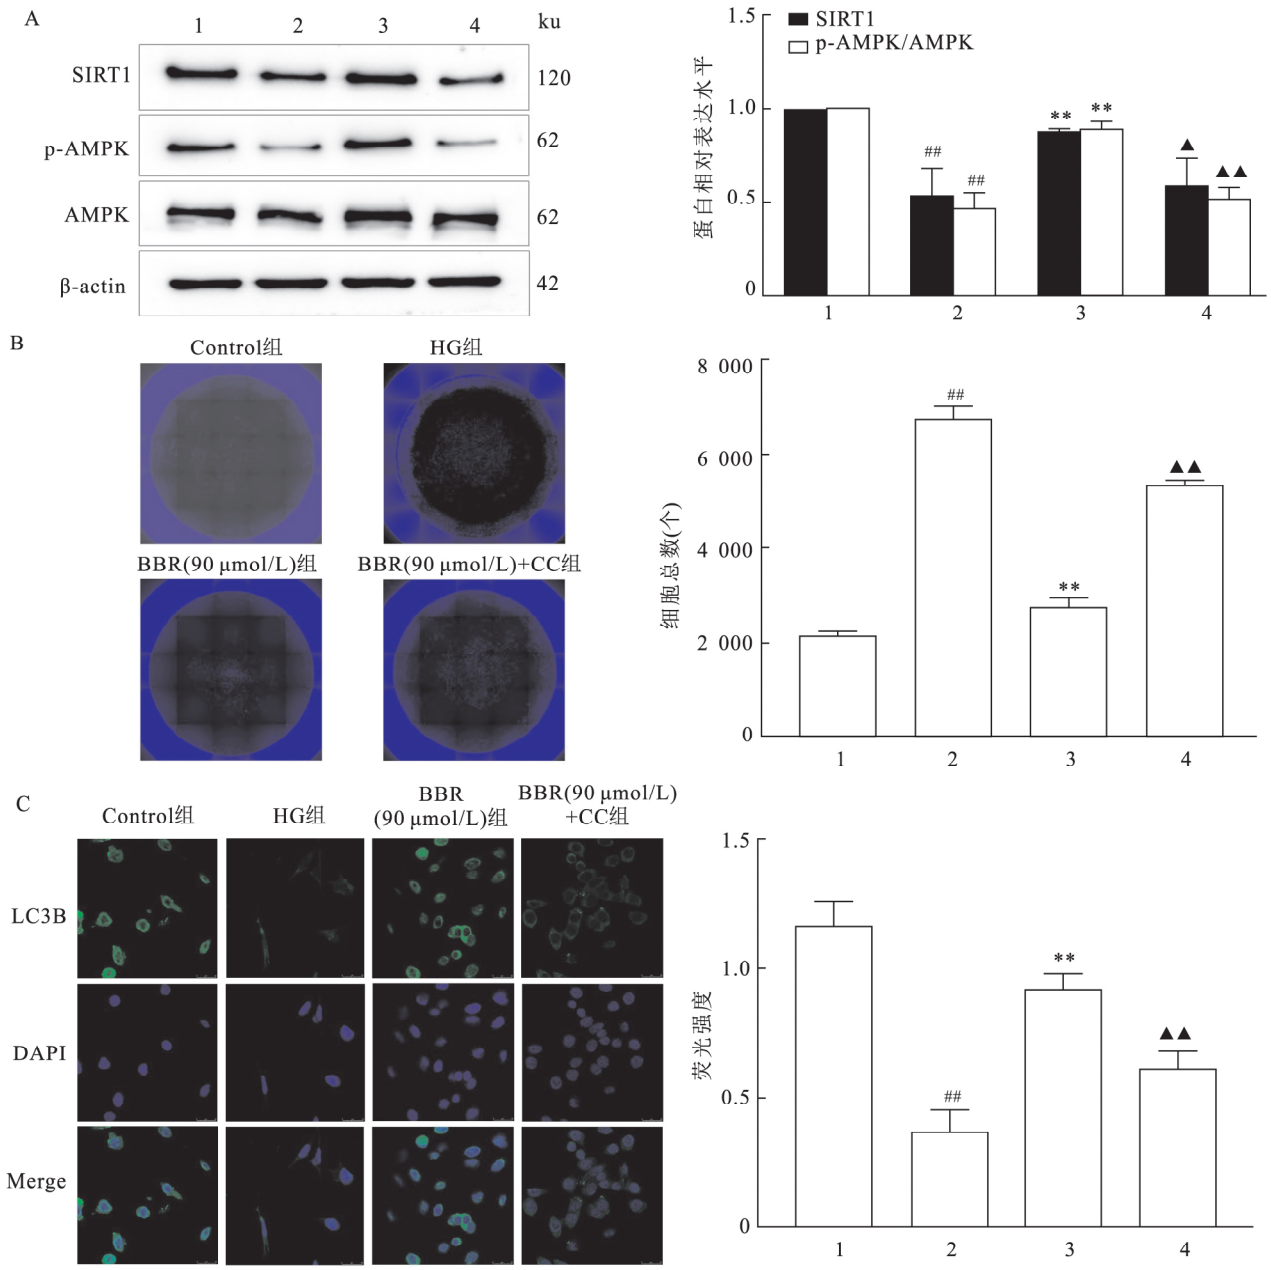 A
1 2 3 4 ku
SIRT1 120
p-AMPK 62
AMPK 62
β-actin 42
SIRT1
p-AMPK/AMPK
蛋白相对表达水平
1.5
1.0
0.5
0
## ## ** ** ▲ ▲▲
1 2 3 4
B
Control组 HG组
BBR(90 μmol/L)组 BBR(90 μmol/L)+CC组
细胞总数(个)
8 000
6 000
4 000
2 000
0
## ** ▲▲
1 2 3 4
C
Control组 HG组 BBR
(90 μmol/L)组 BBR(90 μmol/L)
+CC组
LC3B
DAPI
Merge
荧光强度
1.5
1.0
0.5
0
## ** ▲▲
1 2 3 4